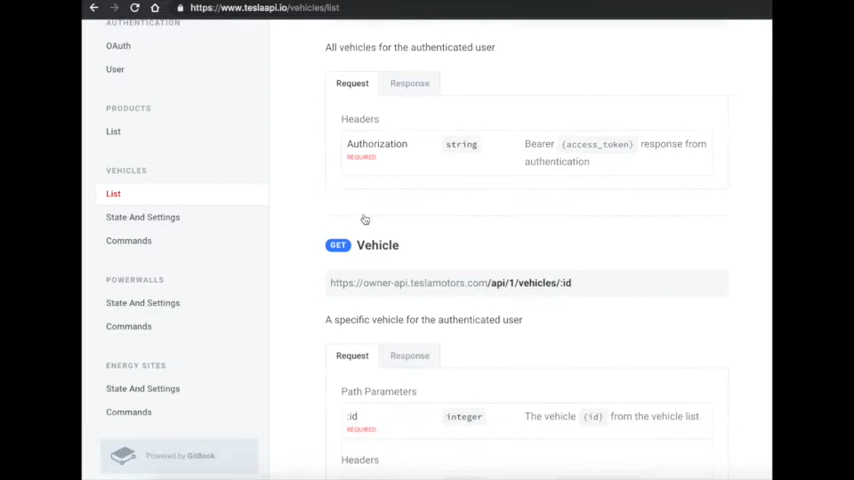 https://www.teslaapi.io/vehicles/list
AUTHENTICATION
OAuth
User
PRODUCTS
List
VEHICLES
List
State And Settings
Commands
POWERWALLS
State And Settings
Commands
ENERGY SITES
State And Settings
Commands
Powered by GitBook
All vehicles for the authenticated user
Request Response
Headers
Authorization string Bearer {access_token} response from
REQUIRED authentication
GET Vehicle
https://owner-api.teslamotors.com/api/1/vehicles/:id
A specific vehicle for the authenticated user
Request Response
Path Parameters
:id integer The vehicle {id} from the vehicle list
REQUIRED
Headers